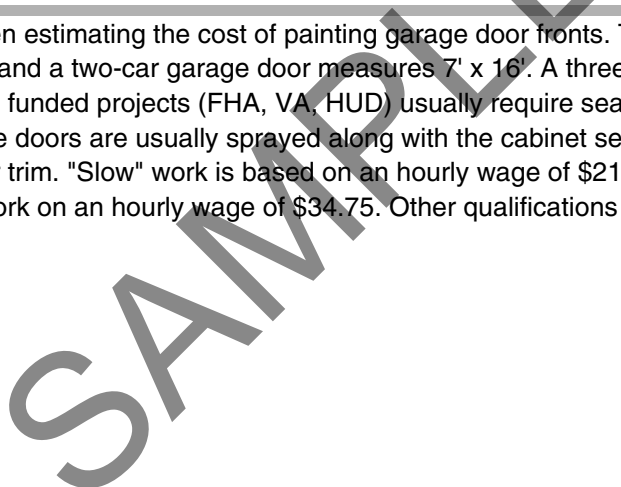 en estimating the cost of painting garage door fronts. T
and a two-car garage door measures 7' x 16'. A three
funded projects (FHA, VA, HUD) usually require sea
e doors are usually sprayed along with the cabinet se
r trim. "Slow" work is based on an hourly wage of $21
ork on an hourly wage of $34.75. Other qualifications
SAMPLE